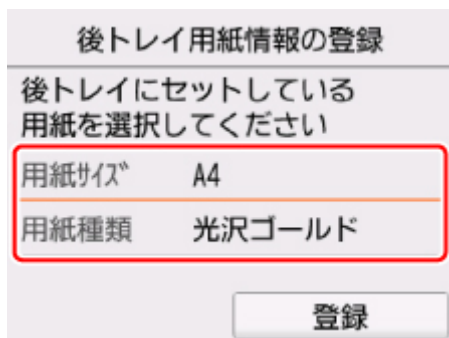 後トレイ用紙情報の登録
後トレイにセットしている
用紙を選択してください
用紙ｻｲｽﾞ A4
用紙種類 光沢ゴールド
登録